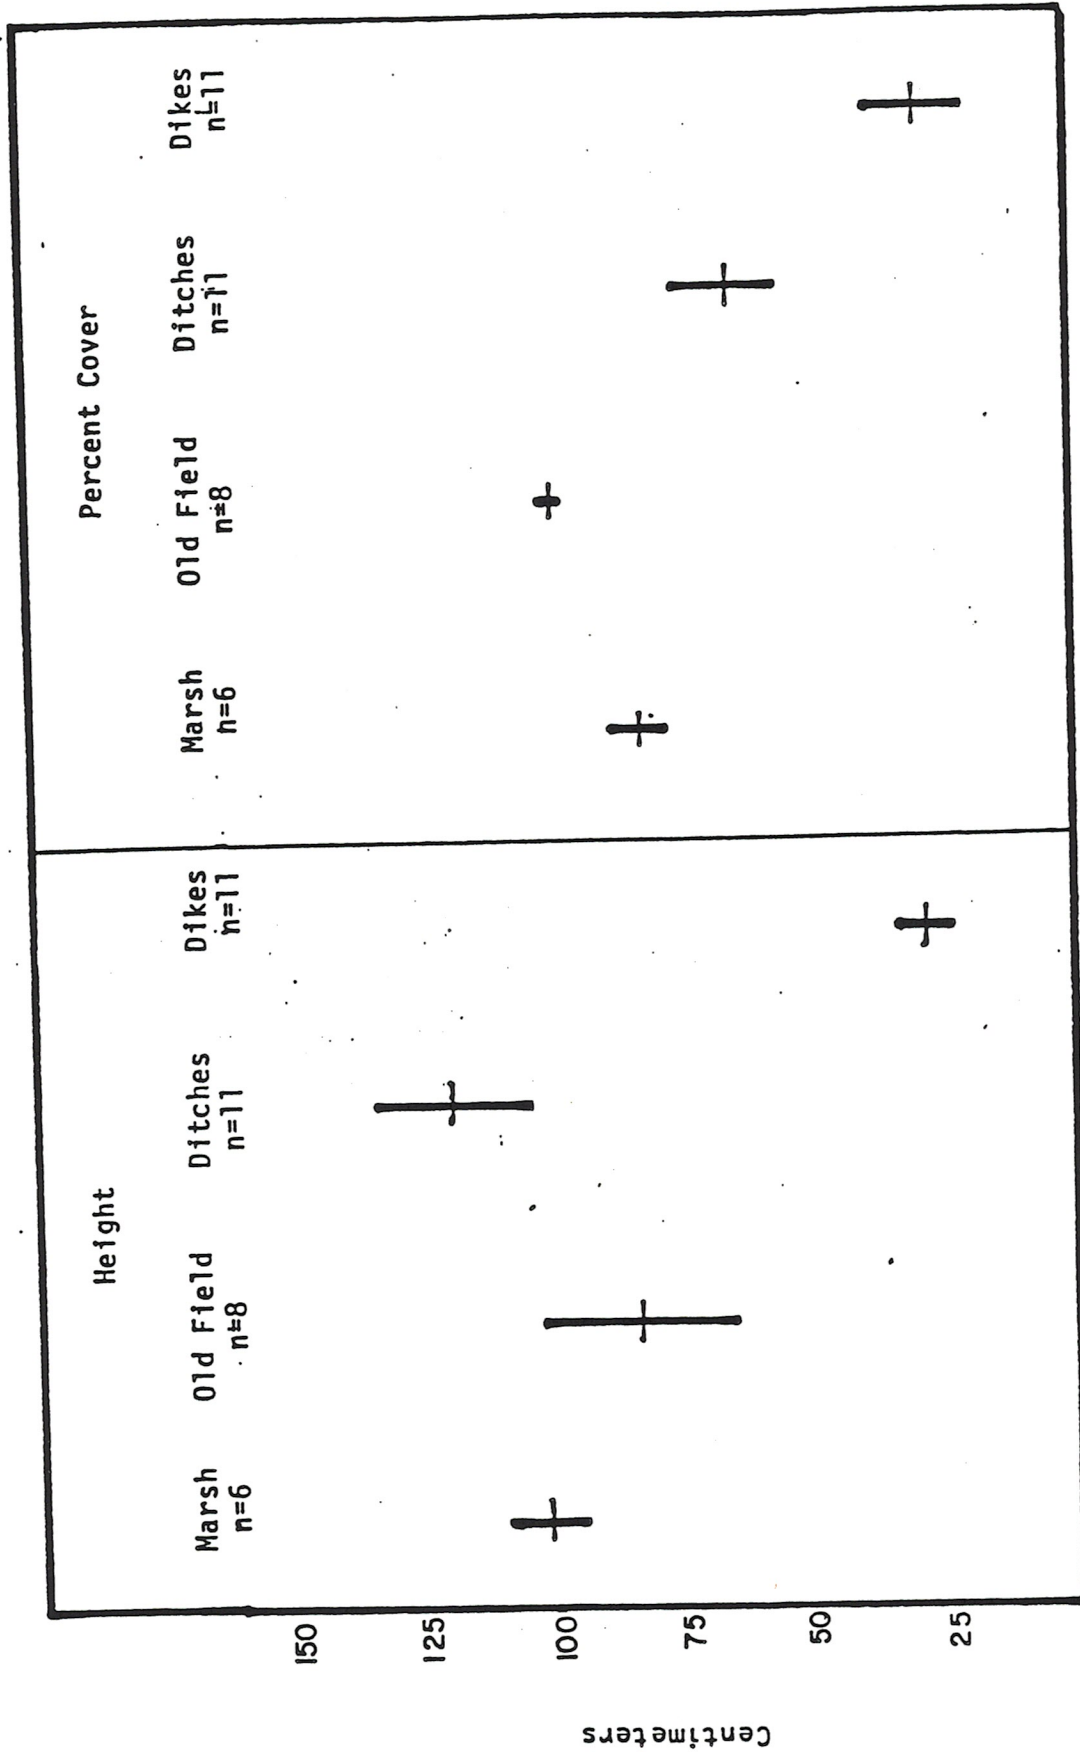 Height
Percent Cover
Marsh
n=6
Old Field
n=8
Ditches
n=11
Dikes
n=11
Marsh
n=6
Old Field
n=8
Ditches
n=11
Dikes
n=11
150
125
100
75
50
25
Centimeters